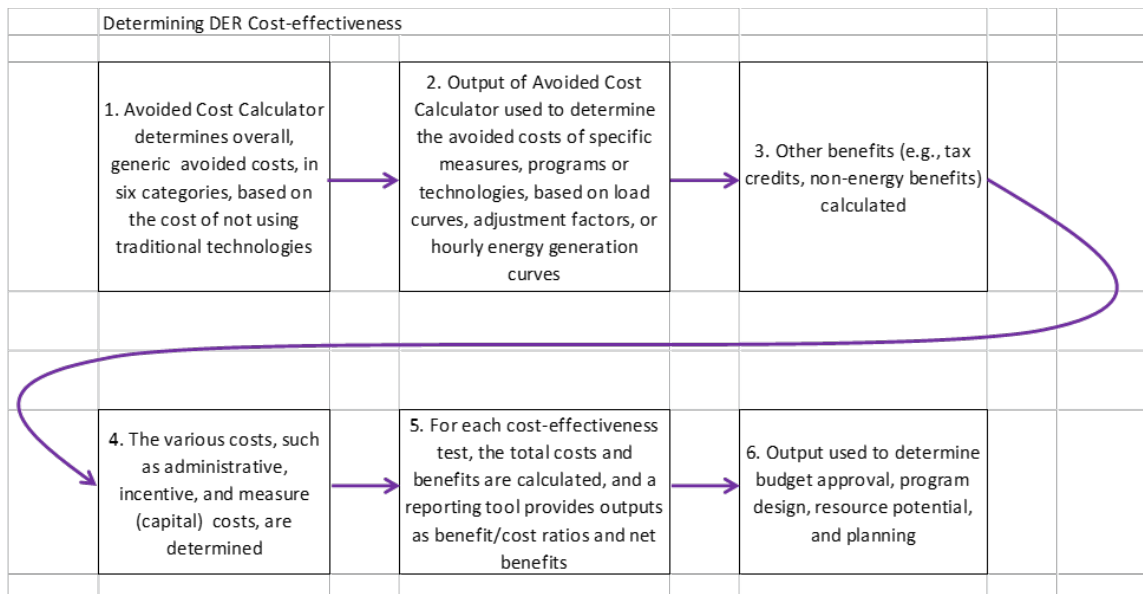 Determining DER Cost-effectiveness
1. Avoided Cost Calculator
determines overall,
generic avoided costs, in
six categories, based on
the cost of not using
traditional technologies
2. Output of Avoided Cost
Calculator used to determine
the avoided costs of specific
measures, programs or
technologies, based on load
curves, adjustment factors, or
hourly energy generation
curves
3. Other benefits (e.g., tax
credits, non-energy benefits)
calculated
4. The various costs, such
as administrative,
incentive, and measure
(capital) costs, are
determined
5. For each cost-effectiveness
test, the total costs and
benefits are calculated, and a
reporting tool provides outputs
as benefit/cost ratios and net
benefits
6. Output used to determine
budget approval, program
design, resource potential,
and planning